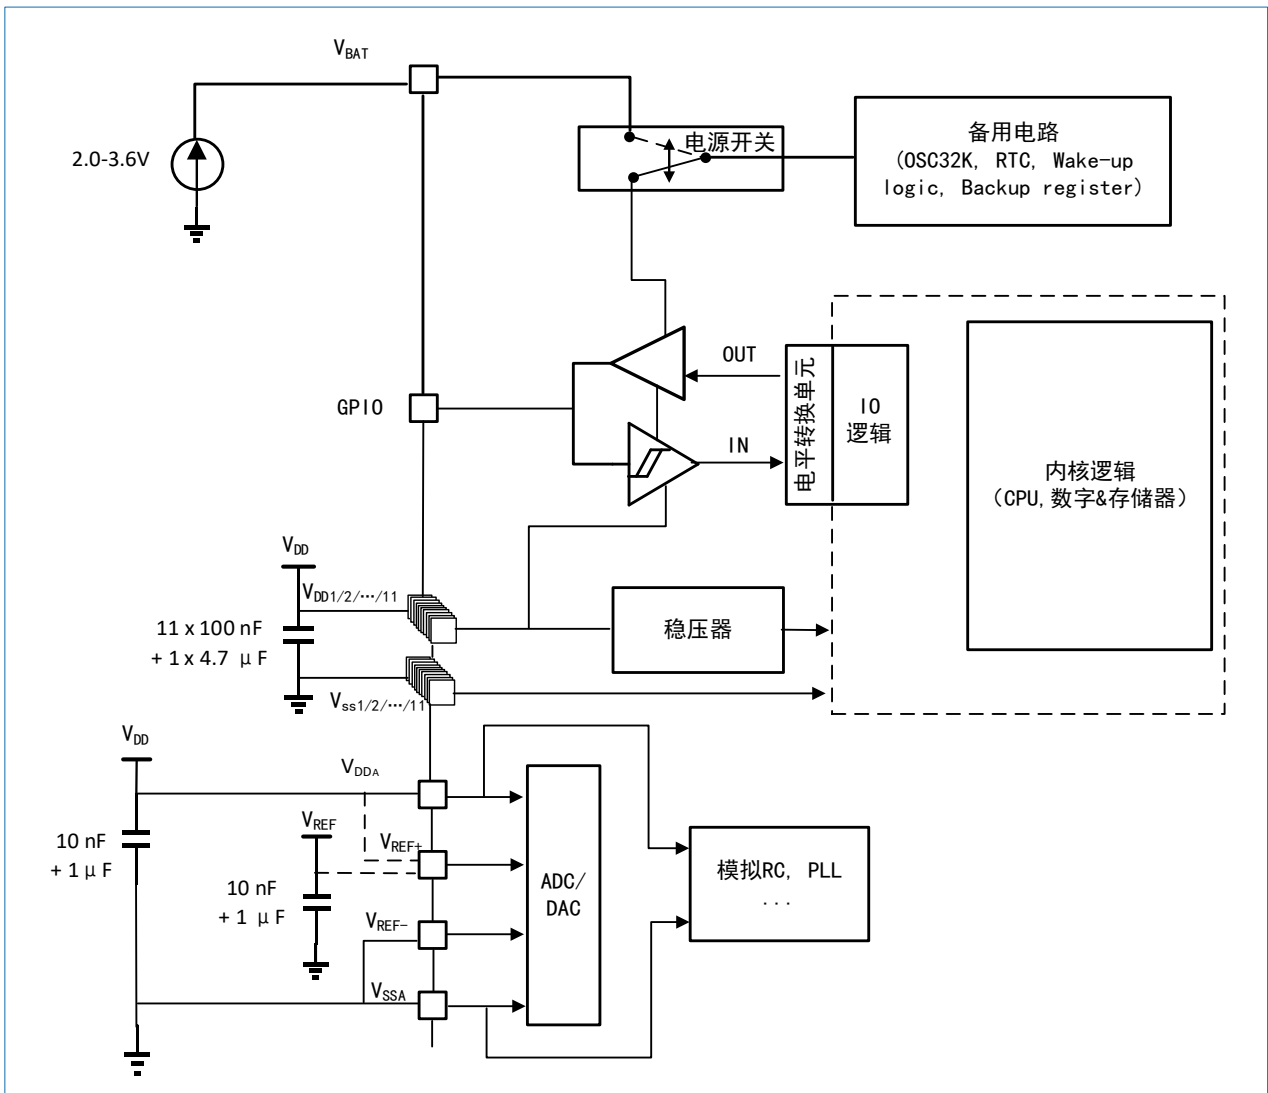 VBAT
2.0-3.6V
电源开关
备用电路
(OSC32K, RTC, Wake-up
logic, Backup register)
OUT
GPIO
IN
电平转换单元
IO
逻辑
内核逻辑
(CPU,数字&存储器)
VDD
VDD1/2/…/11
11 x 100 nF
+ 1 x 4.7 μF
稳压器
Vss1/2/…/11
VDD
VDDA
10 nF
+ 1 μF
VREF
VREF+
10 nF
+ 1 μF
VREF-
VSSA
ADC/
DAC
模拟RC, PLL
...